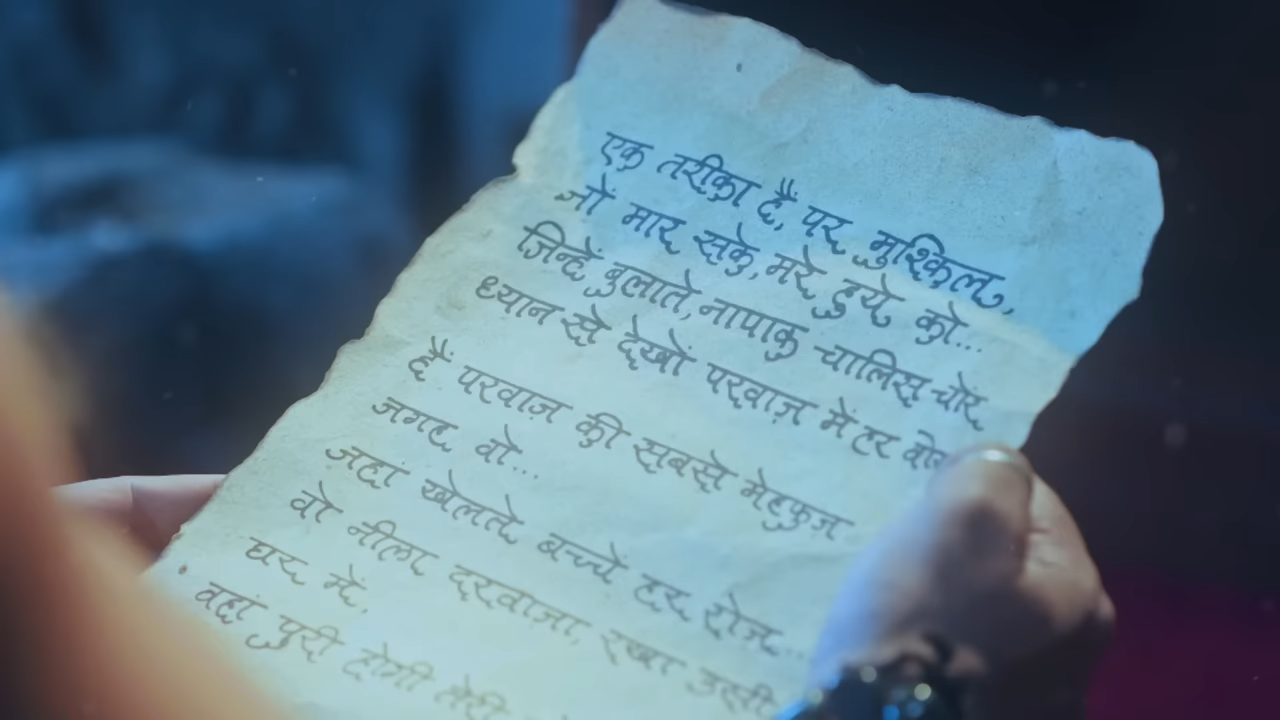 एक तरीका है, पर मुश्किल,
जो मार सके, मरे हुये को...
जिन्हें बुलाते, नापाक चालिस चोर,
ध्यान से देखों परवाज़ में हर
हैं परवाज़ की सबसे मेहफुज़
जगह वो...
जहा खेलते बच्चें हर रोज़...
वो नीला दरवाज़ा, रखा उसी
घर में,
वहां पुरी होगी तेरी